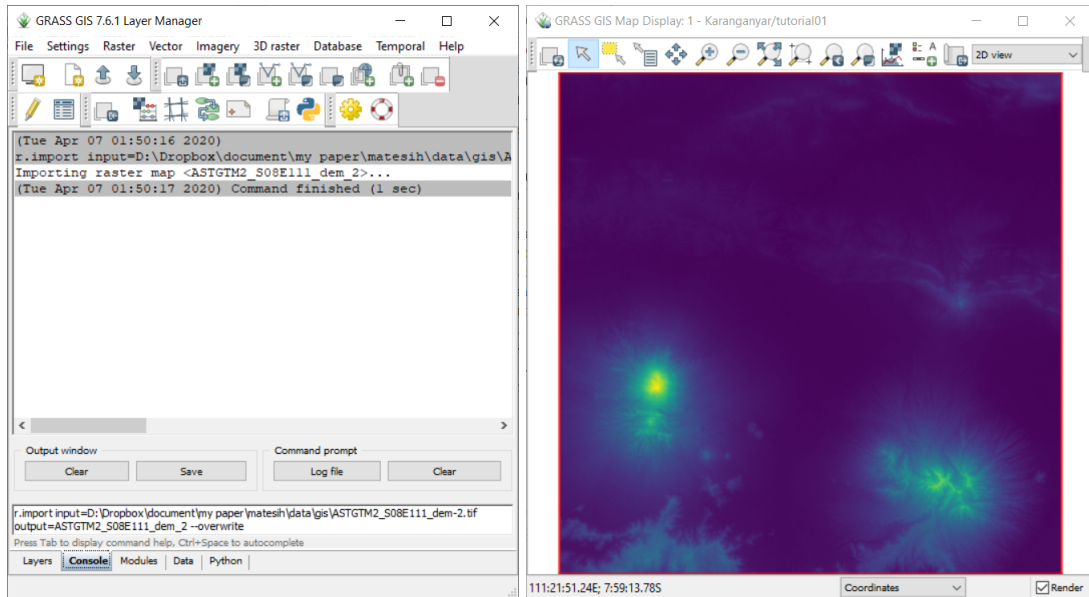 GRASS GIS 7.6.1 Layer Manager
File Settings Raster Vector Imagery 3D raster Database Temporal Help
(Tue Apr 07 01:50:16 2020)
r.import input=D:\Dropbox\document\my paper\matesih\data\gis\A
Importing raster map <ASTGTM2_S08E111_dem_2>...
(Tue Apr 07 01:50:17 2020) Command finished (1 sec)
Output window
Clear Save
Command prompt
Log file Clear
r.import input=D:\Dropbox\document\my paper\matesih\data\gis\ASTGTM2_S08E111_dem-2.tif
output=ASTGTM2_S08E111_dem_2 --overwrite
Press Tab to display command help, Ctrl+Space to autocomplete
Layers Console Modules Data Python
GRASS GIS Map Display: 1 - Karanganyar/tutorial01
A
2D view
111:21:51.24E; 7:59:13.78S
Coordinates
Render